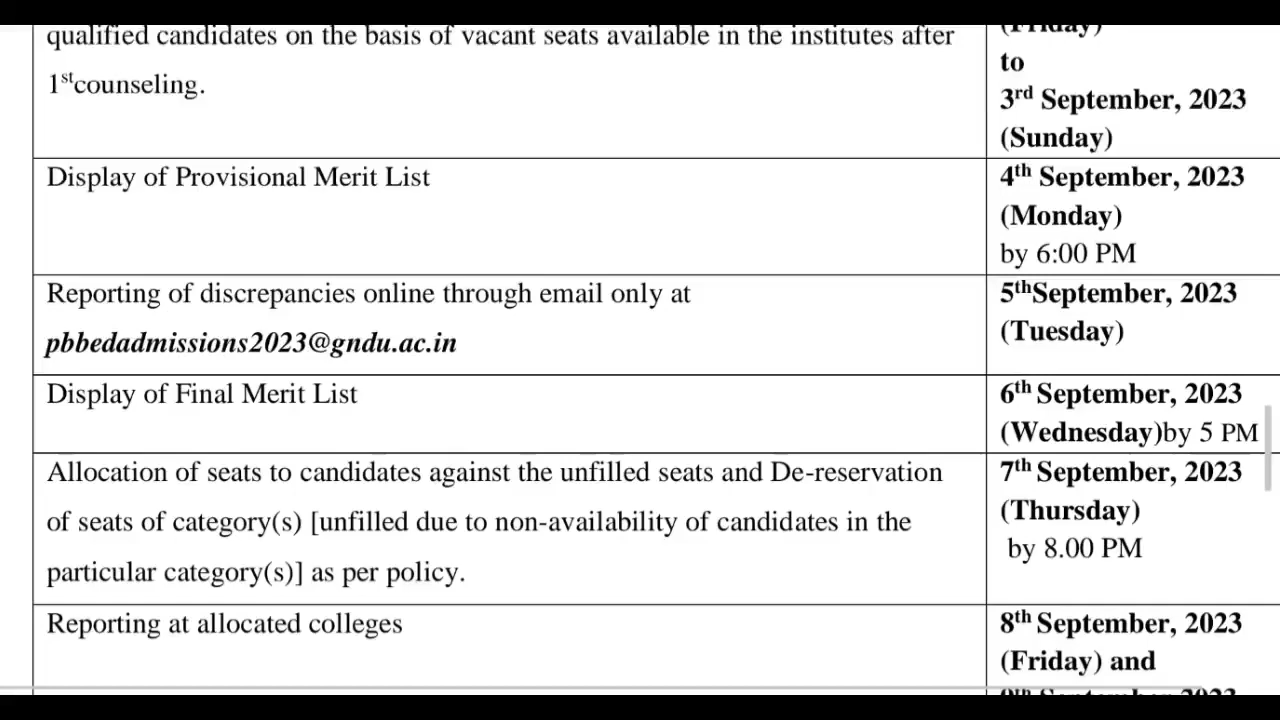 qualified candidates on the basis of vacant seats available in the institutes after
1stcounseling.
(Friday)
to
3rd September, 2023
(Sunday)
Display of Provisional Merit List
4th September, 2023
(Monday)
by 6:00 PM
Reporting of discrepancies online through email only at
pbbedadmissions2023@gndu.ac.in
5thSeptember, 2023
(Tuesday)
Display of Final Merit List
6th September, 2023
(Wednesday)by 5 PM
Allocation of seats to candidates against the unfilled seats and De-reservation
of seats of category(s) [unfilled due to non-availability of candidates in the
particular category(s)] as per policy.
7th September, 2023
(Thursday)
by 8.00 PM
Reporting at allocated colleges
8th September, 2023
(Friday) and
9th September 2023